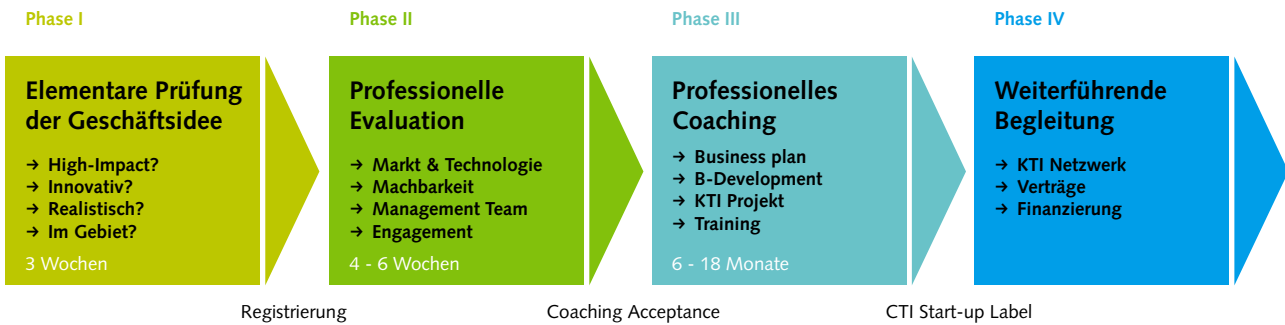 Phase I
Elementare Prüfung
der Geschäftsidee
→ High-Impact?
→ Innovativ?
→ Realistisch?
→ Im Gebiet?
3 Wochen
Phase II
Professionelle
Evaluation
→ Markt & Technologie
→ Machbarkeit
→ Management Team
→ Engagement
4 - 6 Wochen
Phase III
Professionelles
Coaching
→ Business plan
→ B-Development
→ KTI Projekt
→ Training
6 - 18 Monate
Phase IV
Weiterführende
Begleitung
→ KTI Netzwerk
→ Verträge
→ Finanzierung
Registrierung
Coaching Acceptance
CTI Start-up Label